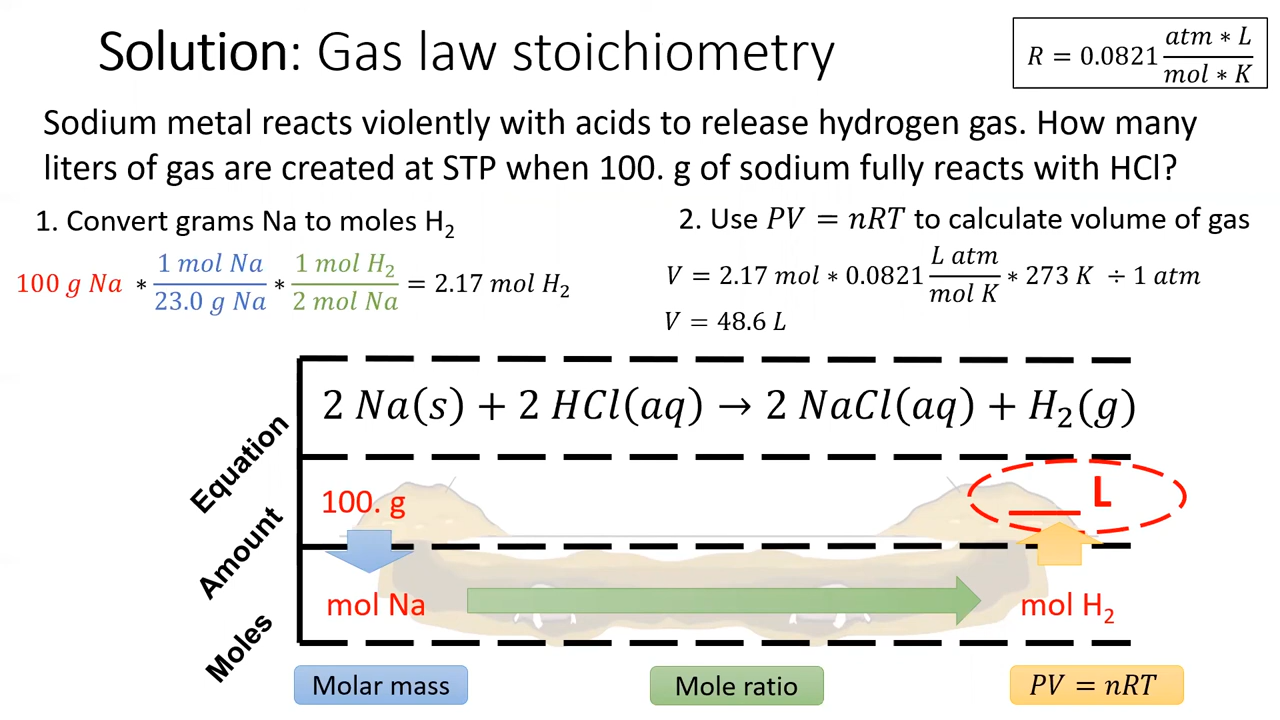 Solution: Gas law stoichiometry
R = 0.0821 atm * L / mol * K
Sodium metal reacts violently with acids to release hydrogen gas. How many
liters of gas are created at STP when 100. g of sodium fully reacts with HCl?
1. Convert grams Na to moles H₂
100 g Na * 1 mol Na / 23.0 g Na * 1 mol H₂ / 2 mol Na = 2.17 mol H₂
2. Use PV = nRT to calculate volume of gas
V = 2.17 mol * 0.0821 L atm / mol K * 273 K ÷ 1 atm
V = 48.6 L
Equation
2 Na(s) + 2 HCl(aq) → 2 NaCl(aq) + H₂(g)
Amount
100. g
___ L
Moles
mol Na
mol H₂
Molar mass
Mole ratio
PV = nRT